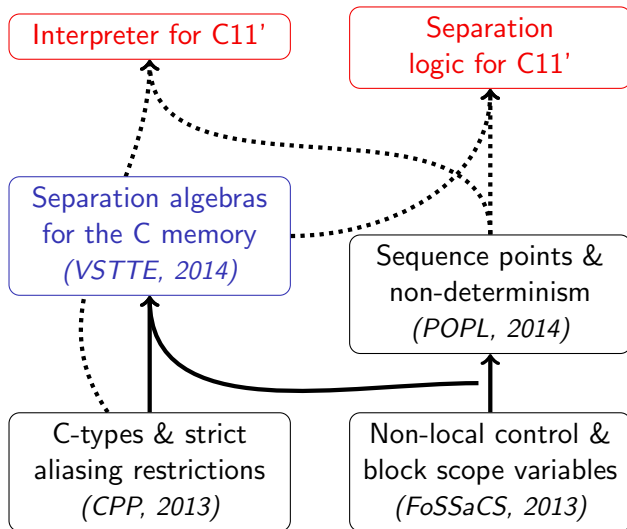 Interpreter for C11'
Separation
logic for C11'
Separation algebras
for the C memory
(VSTTE, 2014)
Sequence points &
non-determinism
(POPL, 2014)
C-types & strict
aliasing restrictions
(CPP, 2013)
Non-local control &
block scope variables
(FoSSaCS, 2013)